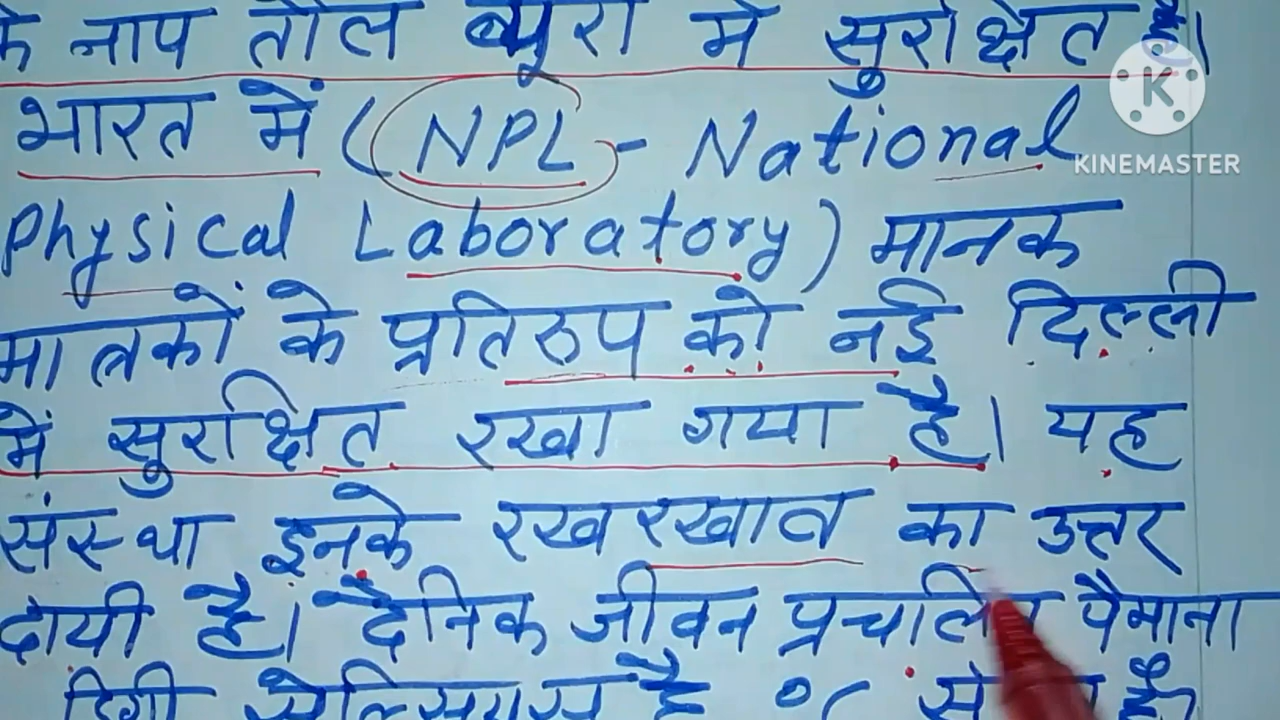 के नाप तौल ब्यूरो में सुरक्षित है।
भारत में (NPL - National
Physical Laboratory) मानक
मात्रकों के प्रतिरुप को नई दिल्ली
में सुरक्षित रखा गया है। यह
संस्था इनके रखरखाव का उत्तर
दायी है। दैनिक जीवन प्रचलित पैमाना
डिग्री सेल्सियस है °C से
K
KINEMASTER